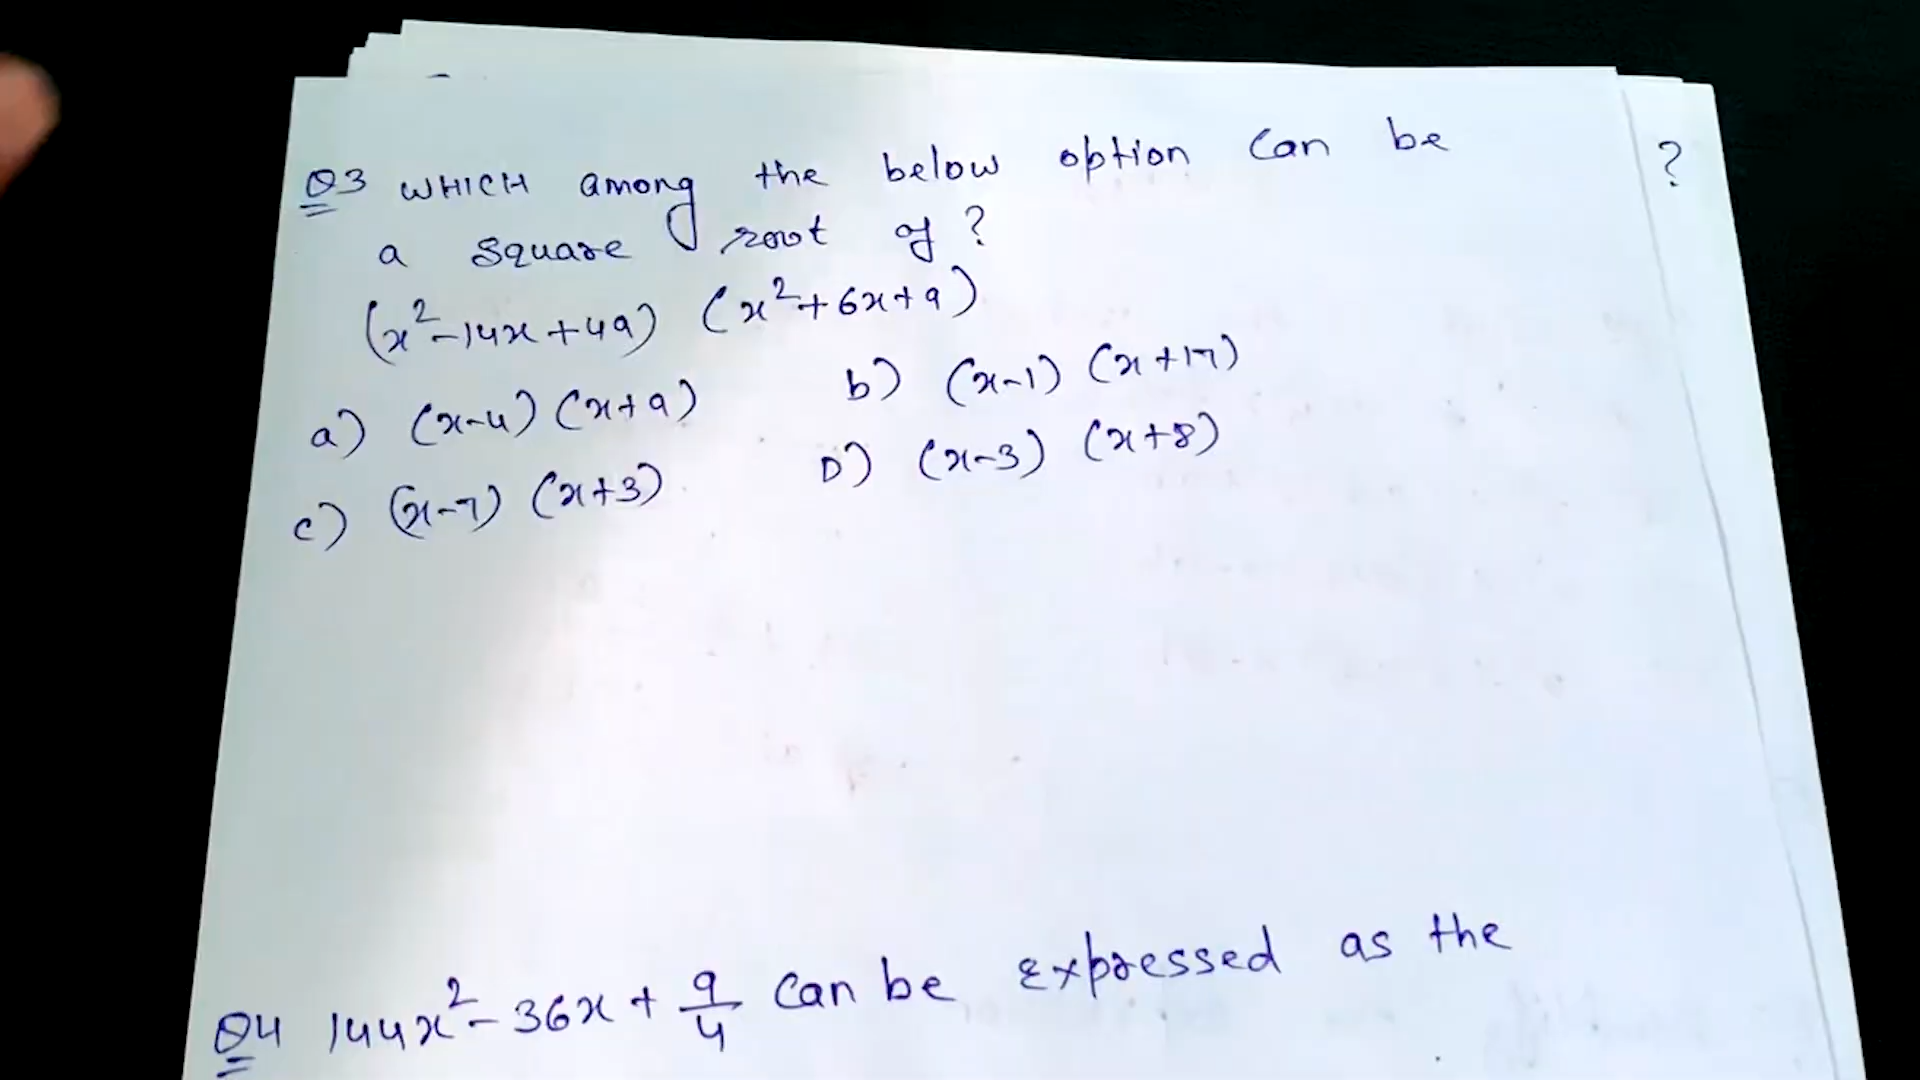 Q3 WHICH among the below option can be
a square root of ?
(x²-14x+49) (x²+6x+9)
a) (x-4) (x+9) b) (x-1) (x+17)
c) (x-7) (x+3) D) (x-3) (x+8)
?
Q4 144x²-36x+9/4 can be expressed as the